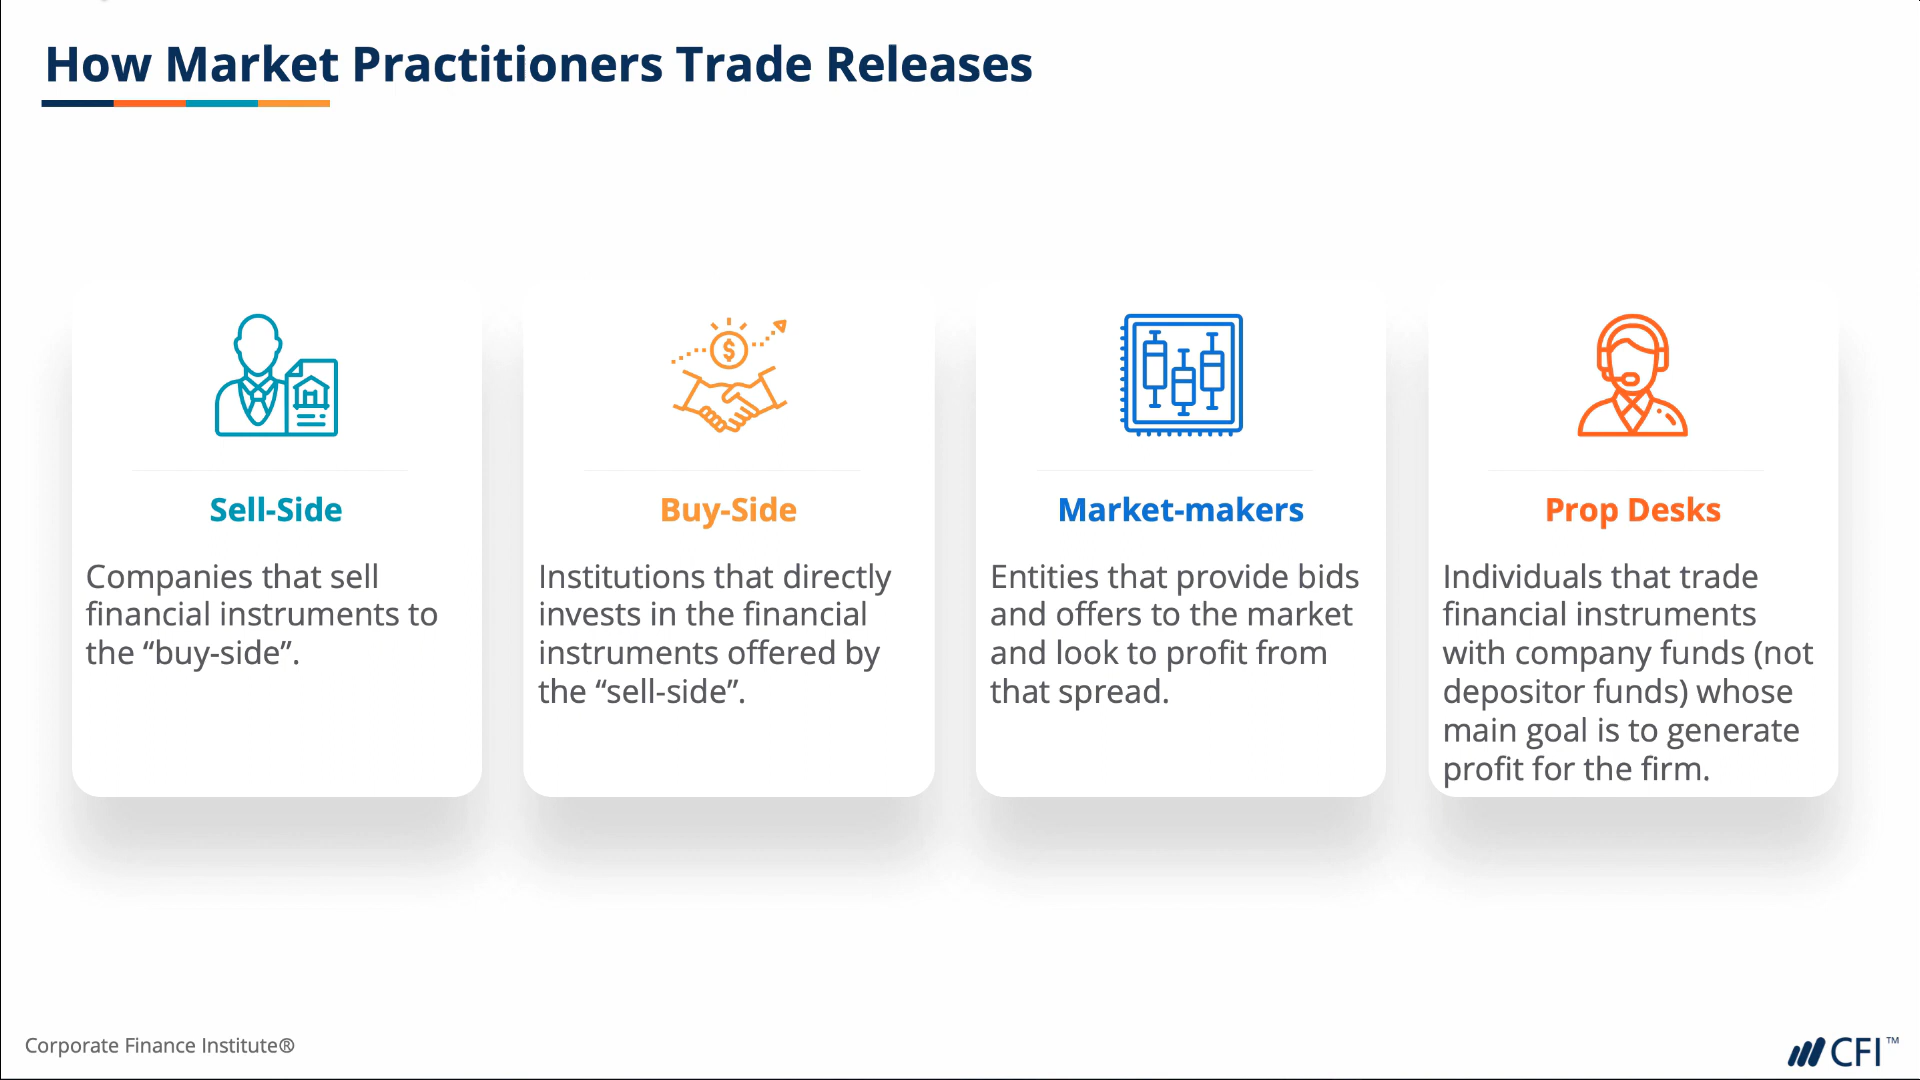 How Market Practitioners Trade Releases
Sell-Side
Companies that sell
financial instruments to
the “buy-side”.
Buy-Side
Institutions that directly
invests in the financial
instruments offered by
the “sell-side”.
Market-makers
Entities that provide bids
and offers to the market
and look to profit from
that spread.
Prop Desks
Individuals that trade
financial instruments
with company funds (not
depositor funds) whose
main goal is to generate
profit for the firm.
Corporate Finance Institute®
CFI™